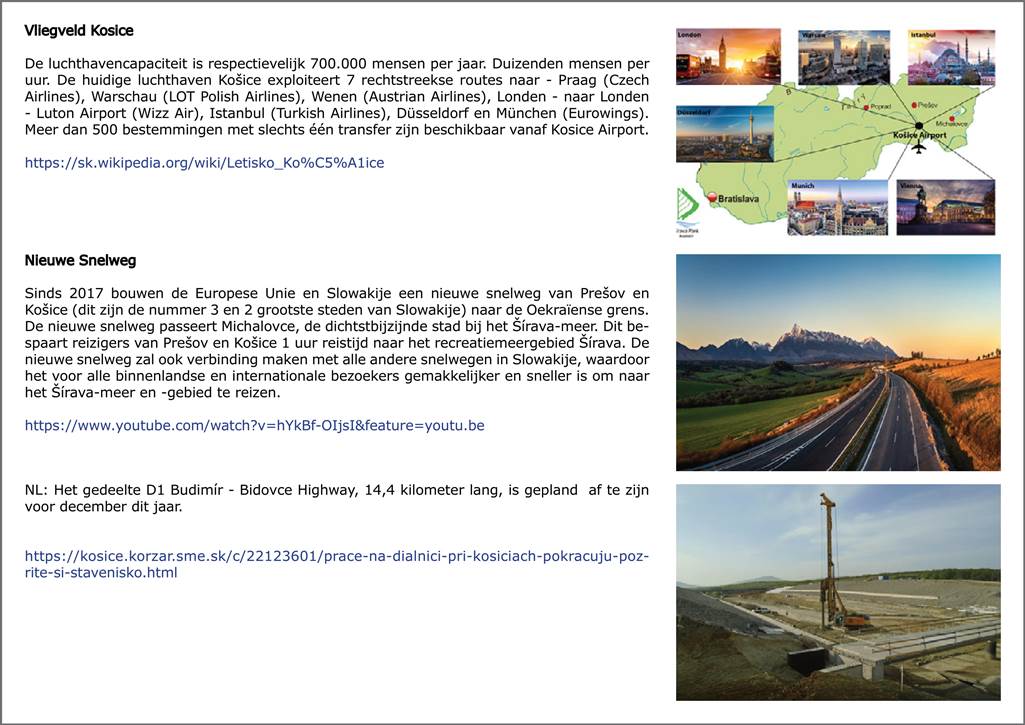 Vliegveld Kosice
De luchthavencapaciteit is respectievelijk 700.000 mensen per jaar. Duizenden mensen per
uur. De huidige luchthaven Košice exploiteert 7 rechtstreekse routes naar - Praag (Czech
Airlines), Warschau (LOT Polish Airlines), Wenen (Austrian Airlines), Londen - naar Londen
- Luton Airport (Wizz Air), Istanbul (Turkish Airlines), Düsseldorf en München (Eurowings).
Meer dan 500 bestemmingen met slechts één transfer zijn beschikbaar vanaf Kosice Airport.
https://sk.wikipedia.org/wiki/Letisko_Ko%C5%A1ice
London
Warsaw
Istanbul
Düsseldorf
Poprad
Prešov
Michalovce
Košice Airport
Bratislava
Munich
Vienna
Nieuwe Snelweg
Sinds 2017 bouwen de Europese Unie en Slowakije een nieuwe snelweg van Prešov en
Košice (dit zijn de nummer 3 en 2 grootste steden van Slowakije) naar de Oekraïense grens.
De nieuwe snelweg passeert Michalovce, de dichtstbijzijnde stad bij het Šírava-meer. Dit be-
spaart reizigers van Prešov en Košice 1 uur reistijd naar het recreatiemeergebied Šírava. De
nieuwe snelweg zal ook verbinding maken met alle andere snelwegen in Slowakije, waardoor
het voor alle binnenlandse en internationale bezoekers gemakkelijker en sneller is om naar
het Šírava-meer en -gebied te reizen.
https://www.youtube.com/watch?v=hYkBf-OIjsI&feature=youtu.be
NL: Het gedeelte D1 Budimír - Bidovce Highway, 14,4 kilometer lang, is gepland  af te zijn
voor december dit jaar.
https://kosice.korzar.sme.sk/c/22123601/prace-na-dialnici-pri-kosiciach-pokracuju-poz-
rite-si-stavenisko.html